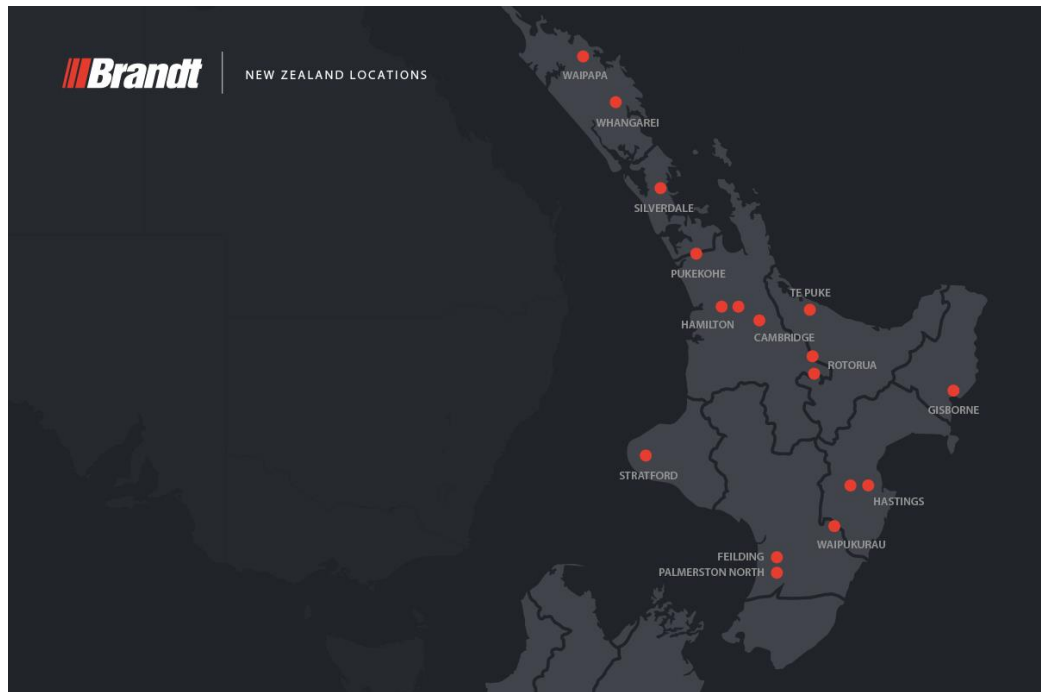 Brandt
NEW ZEALAND LOCATIONS
WAIPAPA
WHANGAREI
SILVERDALE
PUKEKOHE
TE PUKE
HAMILTON
CAMBRIDGE
ROTORUA
GISBORNE
STRATFORD
HASTINGS
WAIPUKURAU
FEILDING
PALMERSTON NORTH